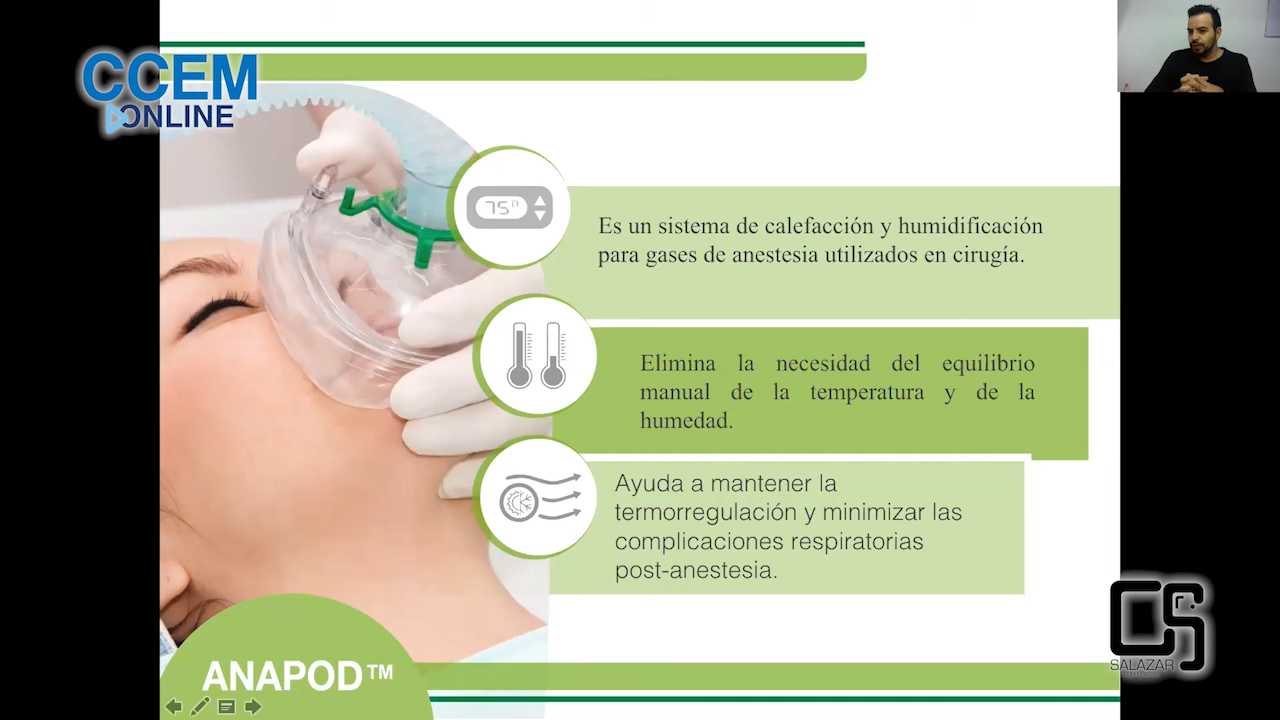 CCEM
ONLINE
75
Es un sistema de calefacción y humidificación
para gases de anestesia utilizados en cirugía.
Elimina la necesidad del equilibrio
manual de la temperatura y de la
humedad.
Ayuda a mantener la
termorregulación y minimizar las
complicaciones respiratorias
post-anestesia.
ANAPOD™
SALAZAR